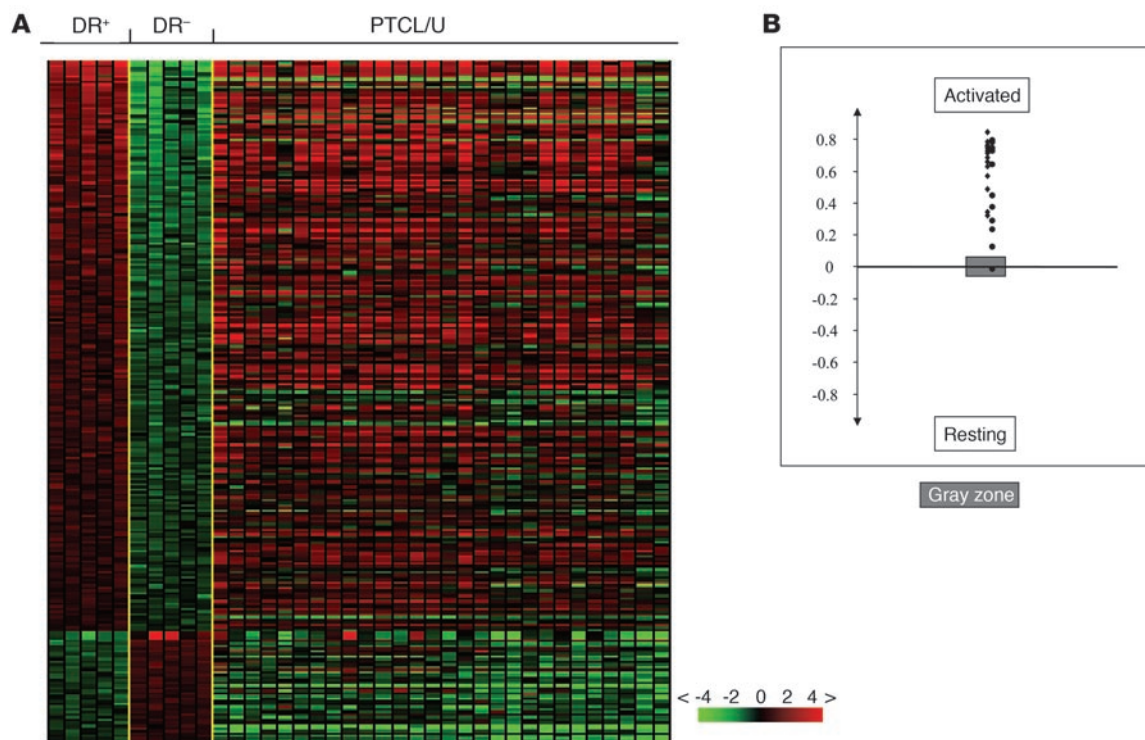 A
DR⁺ DR⁻ PTCL/U
< -4 -2 0 2 4 >
B
Activated
0.8
0.6
0.4
0.2
0
-0.2
-0.4
-0.6
-0.8
Resting
Gray zone